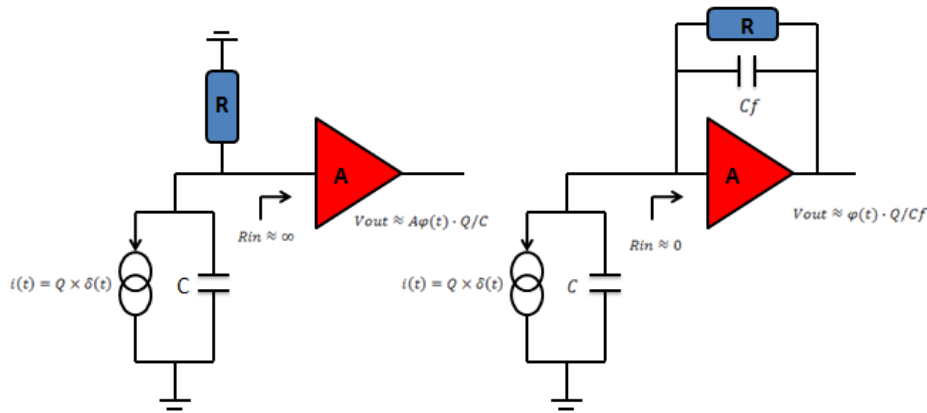 R
A
Rin ≈ ∞
Vout ≈ Aφ(t) · Q/C
i(t) = Q × δ(t)
C
R
Cf
A
Rin ≈ 0
Vout ≈ φ(t) · Q/Cf
i(t) = Q × δ(t)
C